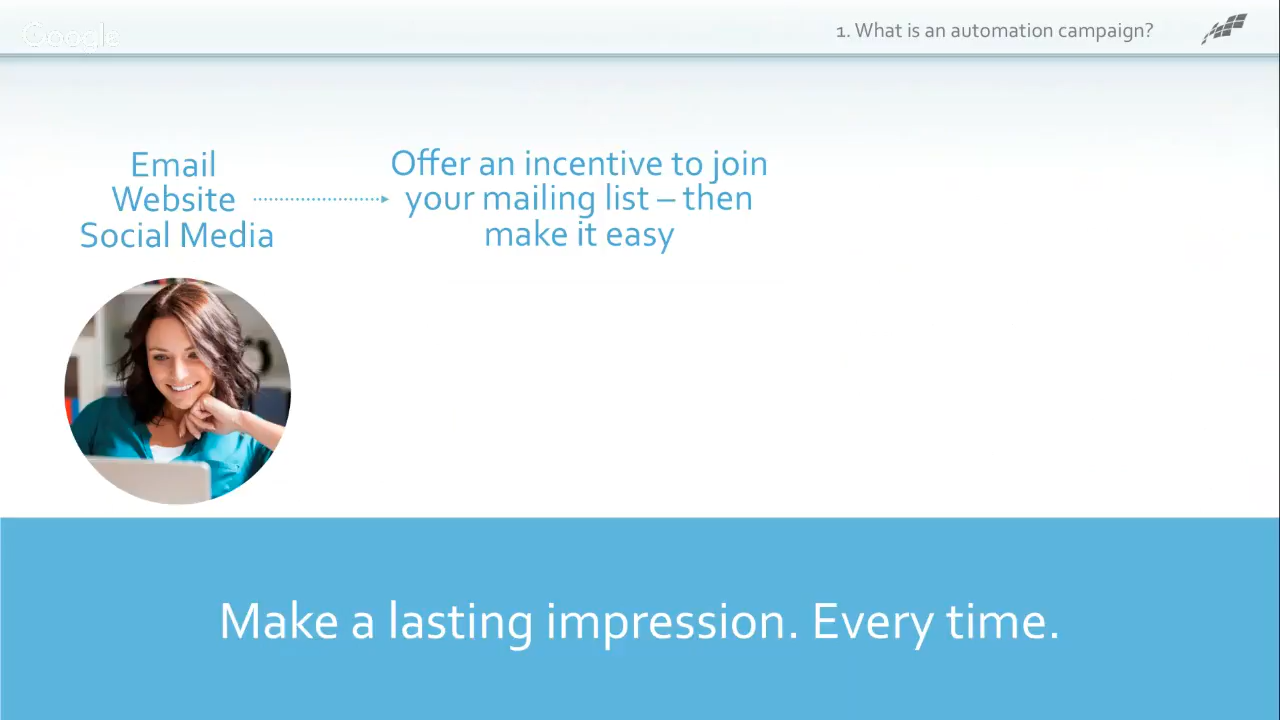 Google
1. What is an automation campaign?
Email
Website
Social Media
Offer an incentive to join
your mailing list – then
make it easy
Make a lasting impression. Every time.